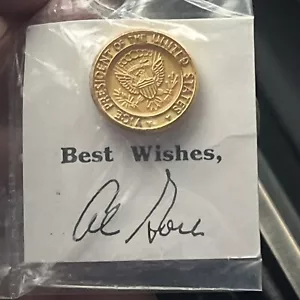 VICE PRESIDENT OF THE UNITED STATES
Best Wishes,
Al Gore